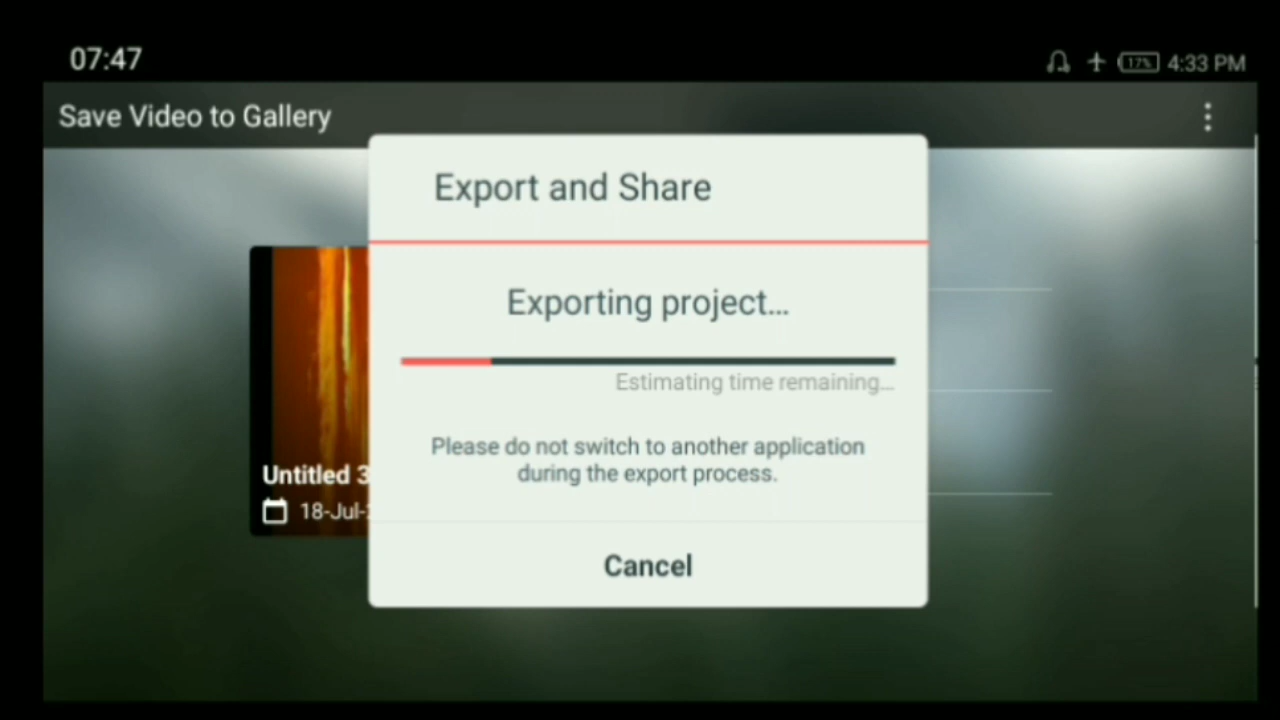 07:47
17%
4:33 PM
Save Video to Gallery
Export and Share
Exporting project...
Estimating time remaining...
Please do not switch to another application
during the export process.
Untitled 3
18-Jul-
Cancel